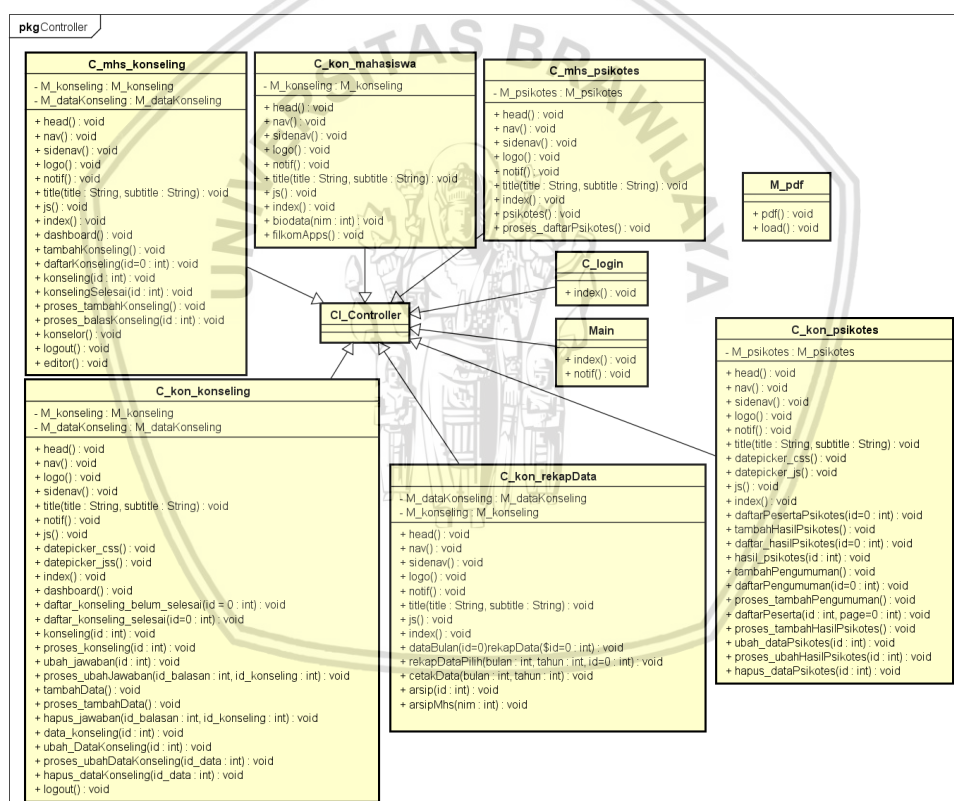 pkg Controller
UNIVERSITAS BRAWIJAYA
C_mhs_konseling
- M_konseling : M_konseling
- M_dataKonseling : M_dataKonseling
+ head() : void
+ nav() : void
+ sidenav() : void
+ logo() : void
+ notif() : void
+ title(title : String, subtitle : String) : void
+ js() : void
+ index() : void
+ dashboard() : void
+ tambahKonseling() : void
+ daftarKonseling(id=0 : int) : void
+ konseling(id : int) : void
+ konselingSelesai(id : int) : void
+ proses_tambahKonseling() : void
+ proses_balasKonseling(id : int) : void
+ konselor() : void
+ logout() : void
+ editor() : void
C_kon_mahasiswa
- M_konseling : M_konseling
+ head() : void
+ nav() : void
+ sidenav() : void
+ logo() : void
+ notif() : void
+ title(title : String, subtitle : String) : void
+ js() : void
+ index() : void
+ biodata(nim : int) : void
+ filkomApps() : void
C_mhs_psikotes
- M_psikotes : M_psikotes
+ head() : void
+ nav() : void
+ sidenav() : void
+ logo() : void
+ notif() : void
+ title(title : String, subtitle : String) : void
+ index() : void
+ psikotes() : void
+ proses_daftarPsikotes() : void
M_pdf
+ pdf() : void
+ load() : void
C_login
+ index() : void
CI_Controller
Main
+ index() : void
+ notif() : void
C_kon_psikotes
- M_psikotes : M_psikotes
+ head() : void
+ nav() : void
+ sidenav() : void
+ logo() : void
+ notif() : void
+ title(title : String, subtitle : String) : void
+ datepicker_css() : void
+ datepicker_js() : void
+ js() : void
+ index() : void
+ daftarPesertaPsikotes(id=0 : int) : void
+ tambahHasilPsikotes() : void
+ daftar_hasilPsikotes(id=0 : int) : void
+ hasil_psikotes(id : int) : void
+ tambahPengumuman() : void
+ daftarPengumuman(id=0 : int) : void
+ proses_tambahPengumuman() : void
+ daftarPeserta(id : int, page=0 : int) : void
+ proses_tambahHasilPsikotes() : void
+ ubah_dataPsikotes(id : int) : void
+ proses_ubahHasilPsikotes(id : int) : void
+ hapus_dataPsikotes(id : int) : void
C_kon_konseling
- M_konseling : M_konseling
- M_dataKonseling : M_dataKonseling
+ head() : void
+ nav() : void
+ logo() : void
+ sidenav() : void
+ title(title : String, subtitle : String) : void
+ notif() : void
+ js() : void
+ datepicker_css() : void
+ datepicker_jss() : void
+ index() : void
+ dashboard() : void
+ daftar_konseling_belum_selesai(id = 0 : int) : void
+ daftar_konseling_selesai(id=0 : int) : void
+ konseling(id : int) : void
+ proses_konseling(id : int) : void
+ ubah_jawaban(id : int) : void
+ proses_ubahJawaban(id_balasan : int, id_konseling : int) : void
+ tambahData() : void
+ proses_tambahData() : void
+ hapus_jawaban(id_balasan : int, id_konseling : int) : void
+ data_konseling(id : int) : void
+ ubah_DataKonseling(id : int) : void
+ proses_ubahDataKonseling(id_data : int) : void
+ hapus_dataKonseling(id_data : int) : void
+ logout() : void
C_kon_rekapData
- M_dataKonseling : M_dataKonseling
- M_konseling : M_konseling
+ head() : void
+ nav() : void
+ sidenav() : void
+ logo() : void
+ notif() : void
+ title(title : String, subtitle : String) : void
+ js() : void
+ index() : void
+ dataBulan(id=0)rekapData($id=0 : int) : void
+ rekapDataPilih(bulan : int, tahun : int, id=0 : int) : void
+ cetakData(bulan : int, tahun : int) : void
+ arsip(id : int) : void
+ arsipMhs(nim : int) : void